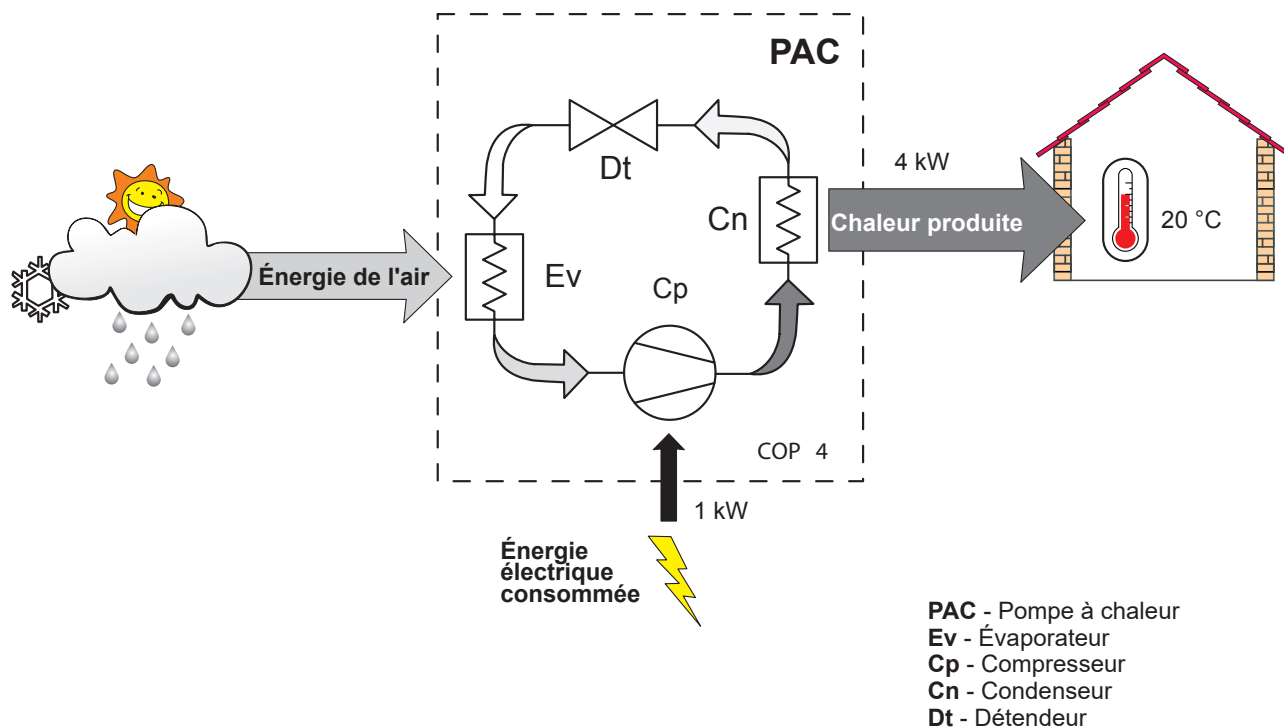 PAC
Dt
4 kW
Cn
Chaleur produite
20 °C
Énergie de l'air
Ev
Cp
COP 4
1 kW
Énergie
électrique
consommée
PAC - Pompe à chaleur
Ev - Évaporateur
Cp - Compresseur
Cn - Condenseur
Dt - Détendeur